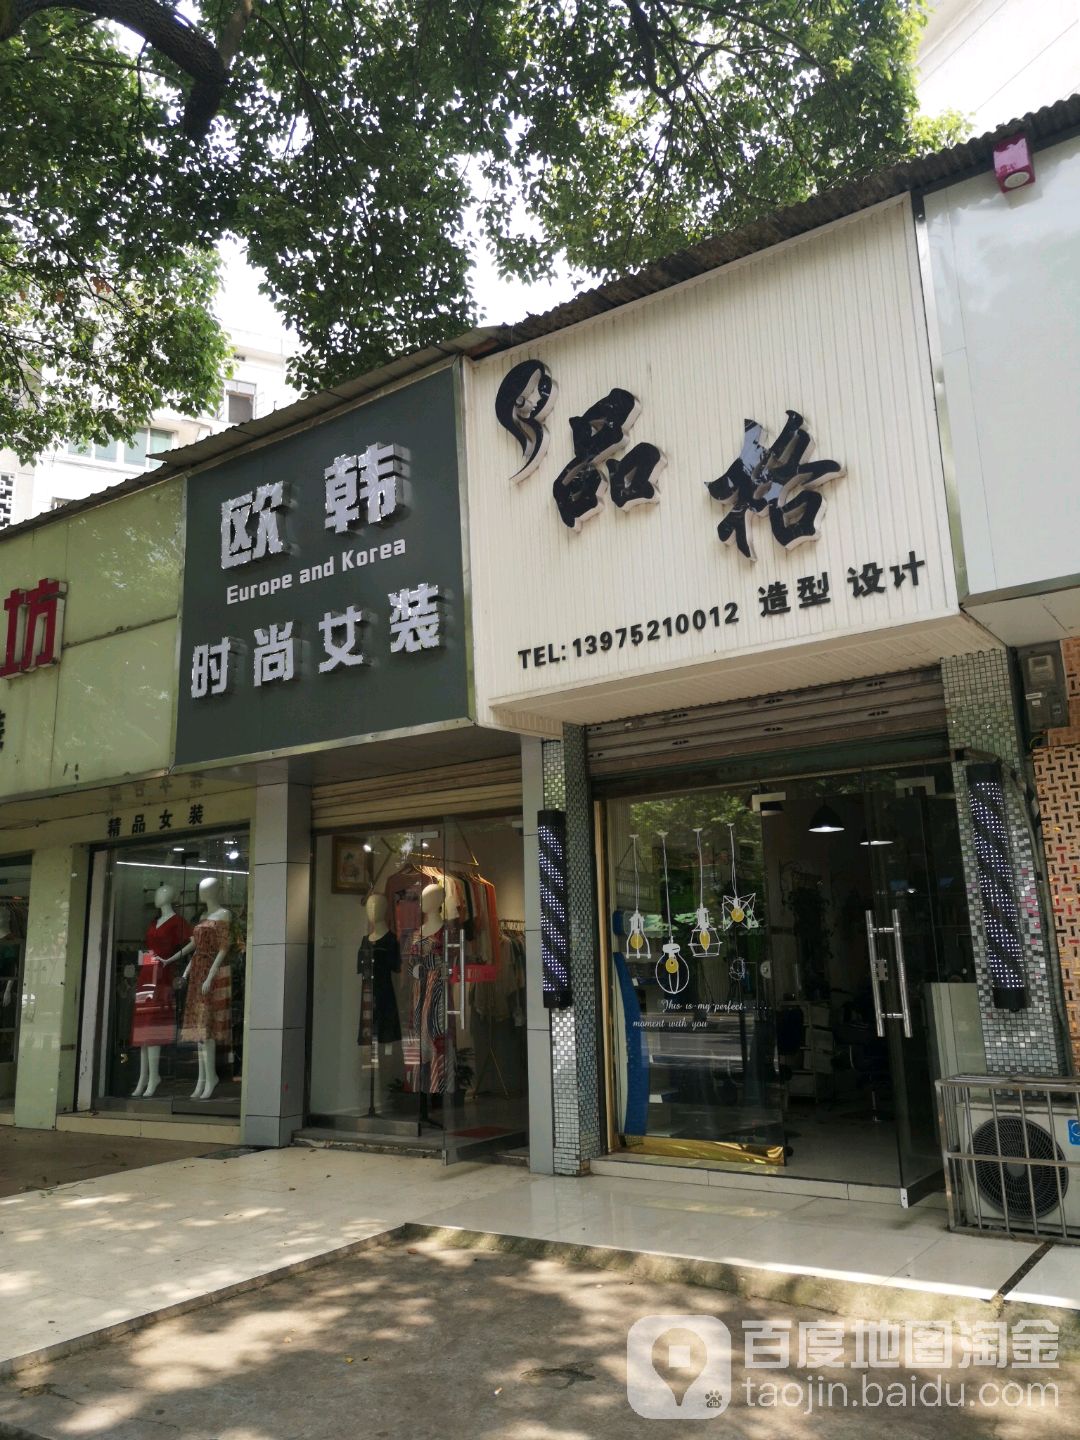 坊
欧韩
Europe and Korea
时尚女装
品格
TEL:13975210012 造型 设计
精品女装
This is my perfect
moment with you
百度地图淘金
taojin.baidu.com